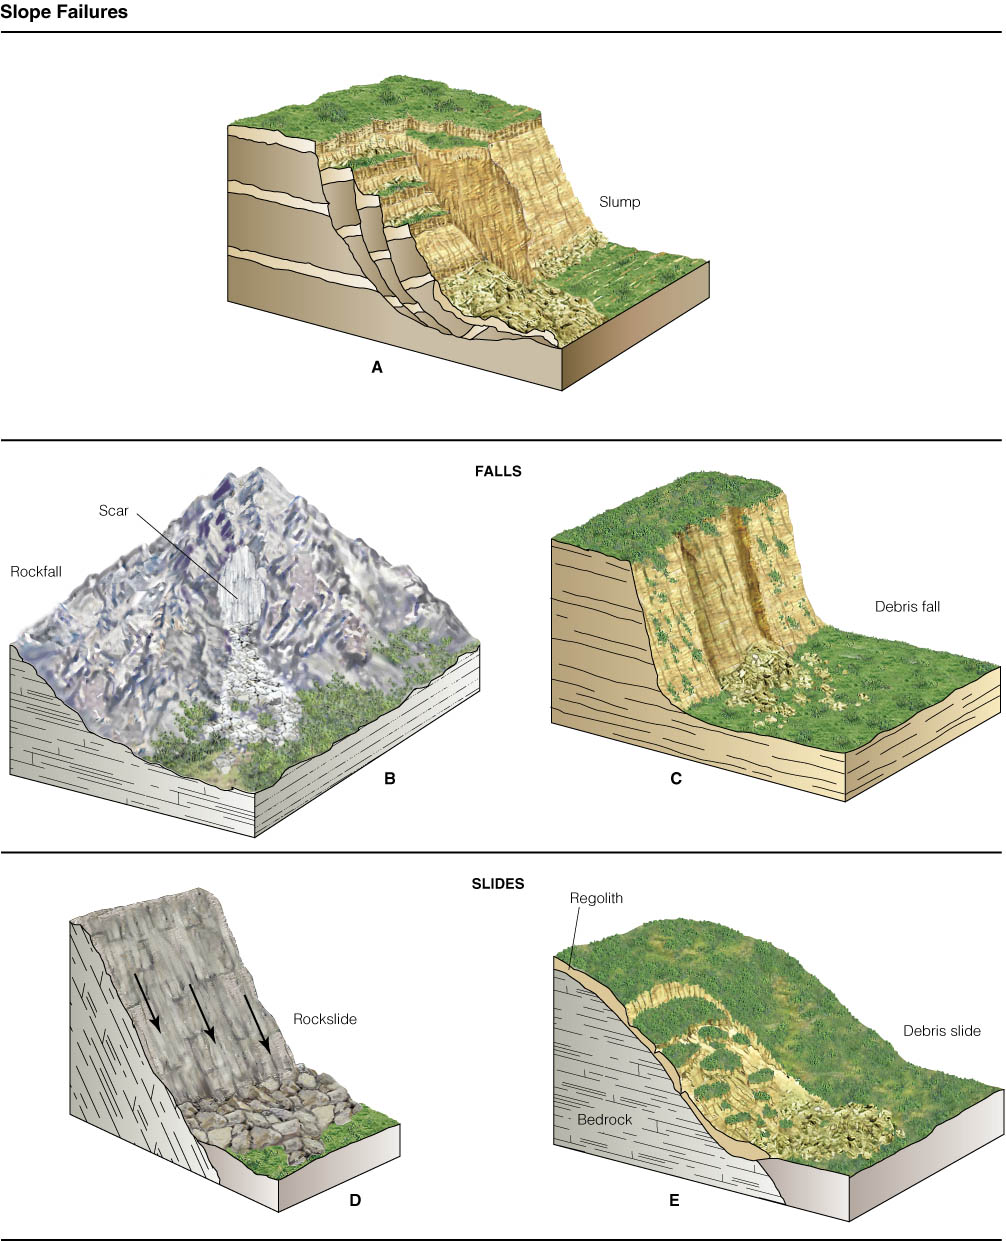 Slope Failures
Slump
A
FALLS
Scar
Rockfall
Debris fall
B
C
SLIDES
Regolith
Rockslide
Debris slide
Bedrock
D
E